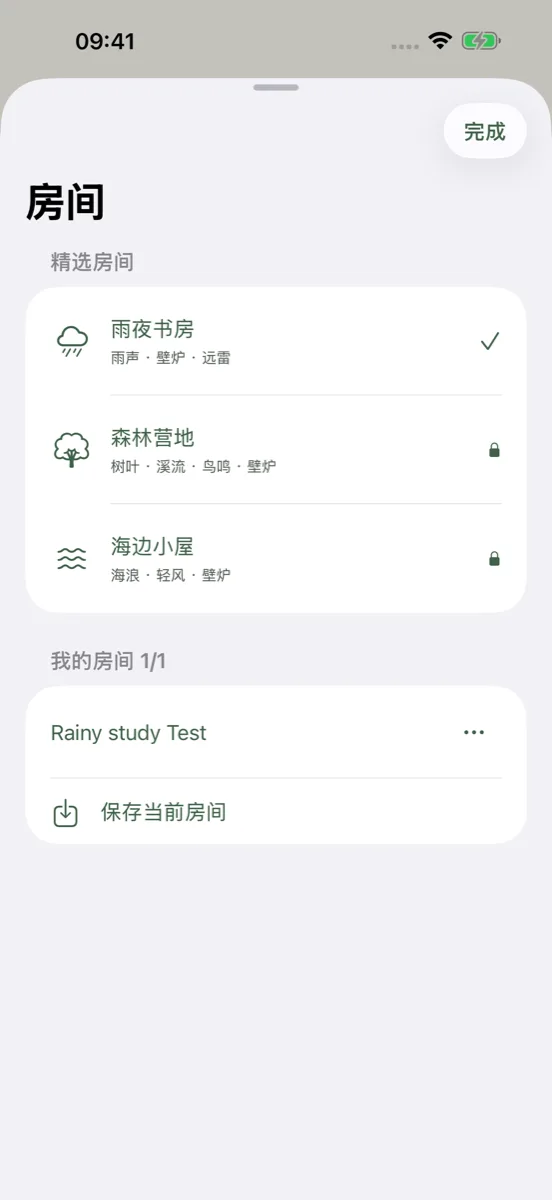 09:41
完成
房间
精选房间
雨夜书房
雨声 · 壁炉 · 远雷
森林营地
树叶 · 溪流 · 鸟鸣 · 壁炉
海边小屋
海浪 · 轻风 · 壁炉
我的房间 1/1
Rainy study Test
保存当前房间